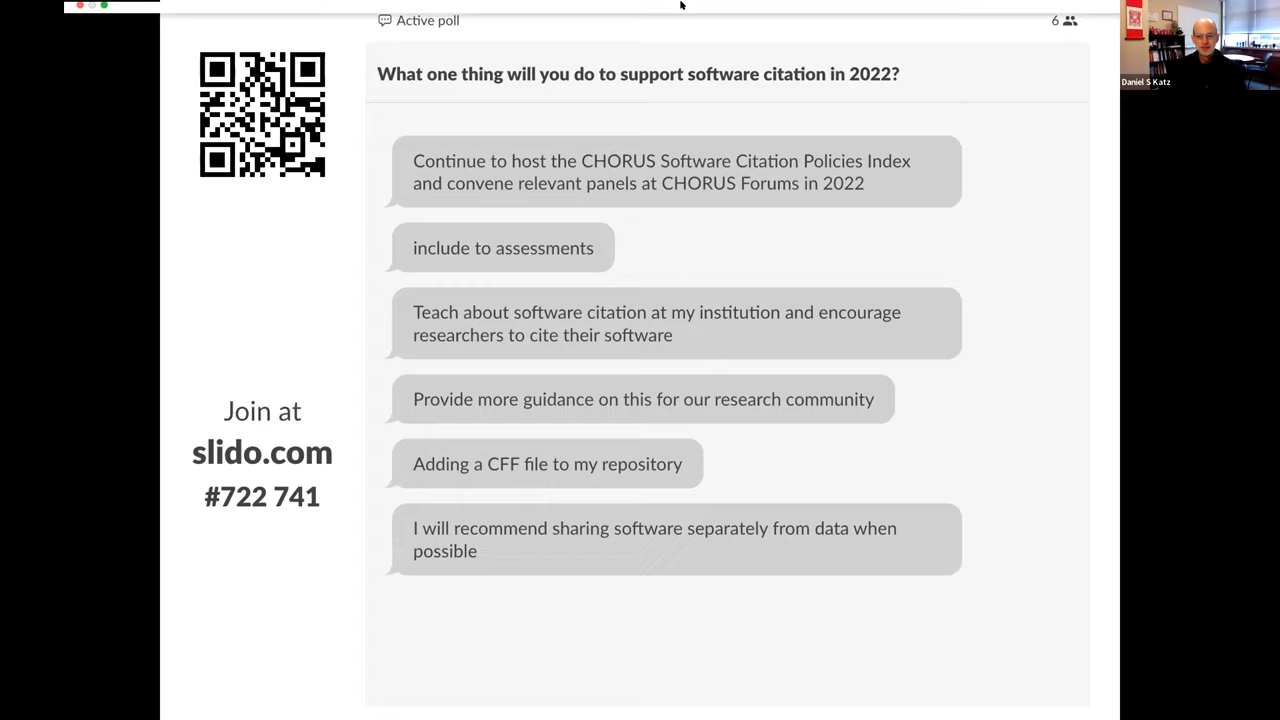 Active poll
6
What one thing will you do to support software citation in 2022?
Continue to host the CHORUS Software Citation Policies Index
and convene relevant panels at CHORUS Forums in 2022
include to assessments
Teach about software citation at my institution and encourage
researchers to cite their software
Provide more guidance on this for our research community
Adding a CFF file to my repository
I will recommend sharing software separately from data when
possible
Join at
slido.com
#722 741
Daniel S Katz